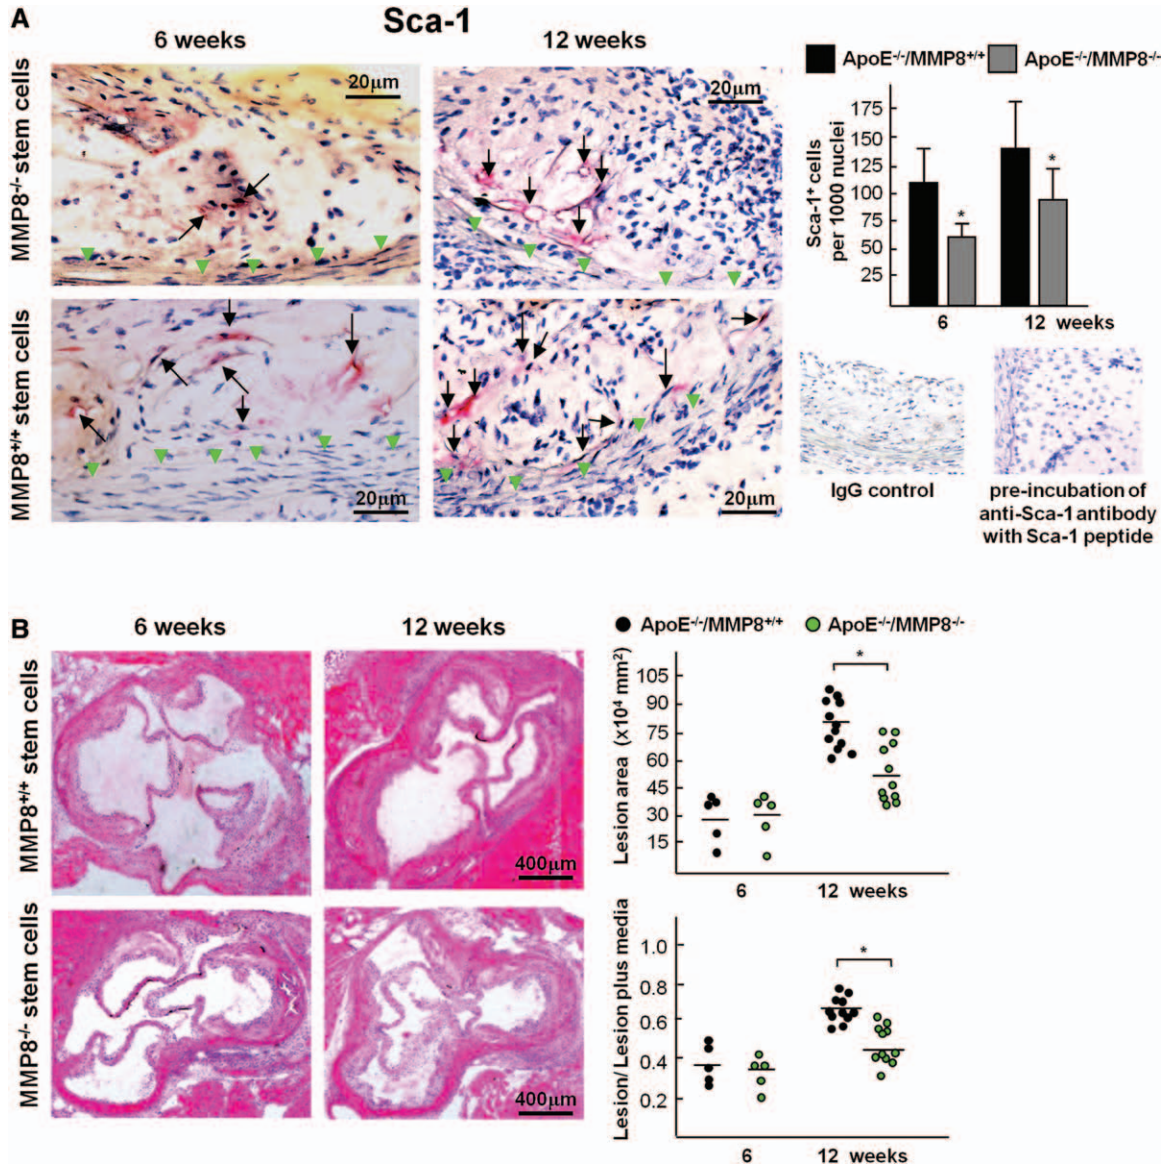 A
Sca-1
6 weeks
12 weeks
MMP8-/- stem cells
MMP8+/+ stem cells
20μm
20μm
20μm
20μm
ApoE-/-/MMP8+/+
ApoE-/-/MMP8-/-
Sca-1+ cells
per 1000 nuclei
175
150
125
100
75
50
25
*
*
6
12 weeks
IgG control
pre-incubation of
anti-Sca-1 antibody
with Sca-1 peptide
B
6 weeks
12 weeks
MMP8+/+ stem cells
MMP8-/- stem cells
400μm
400μm
ApoE-/-/MMP8+/+
ApoE-/-/MMP8-/-
Lesion area (x10⁴ mm²)
105
90
75
45
30
15
*
6
12 weeks
Lesion/ Lesion plus media
1.0
0.8
0.6
0.4
0.2
*
6
12 weeks